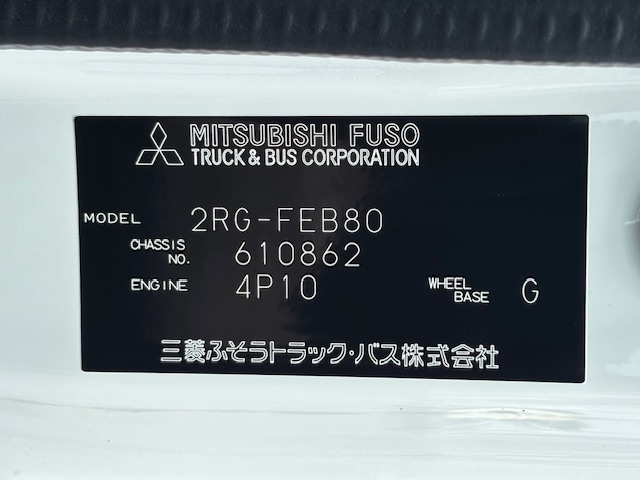 MITSUBISHI FUSO
TRUCK & BUS CORPORATION
MODEL 2RG-FEB80
CHASSIS NO. 610862
ENGINE 4P10 WHEEL BASE G
三菱ふそうトラック・バス株式会社